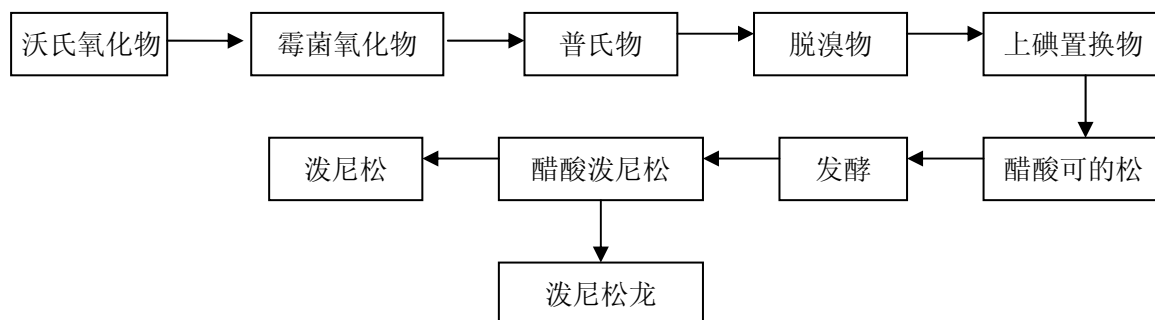 沃氏氧化物
霉菌氧化物
普氏物
脱溴物
上碘置换物
醋酸可的松
发酵
醋酸泼尼松
泼尼松
泼尼松龙